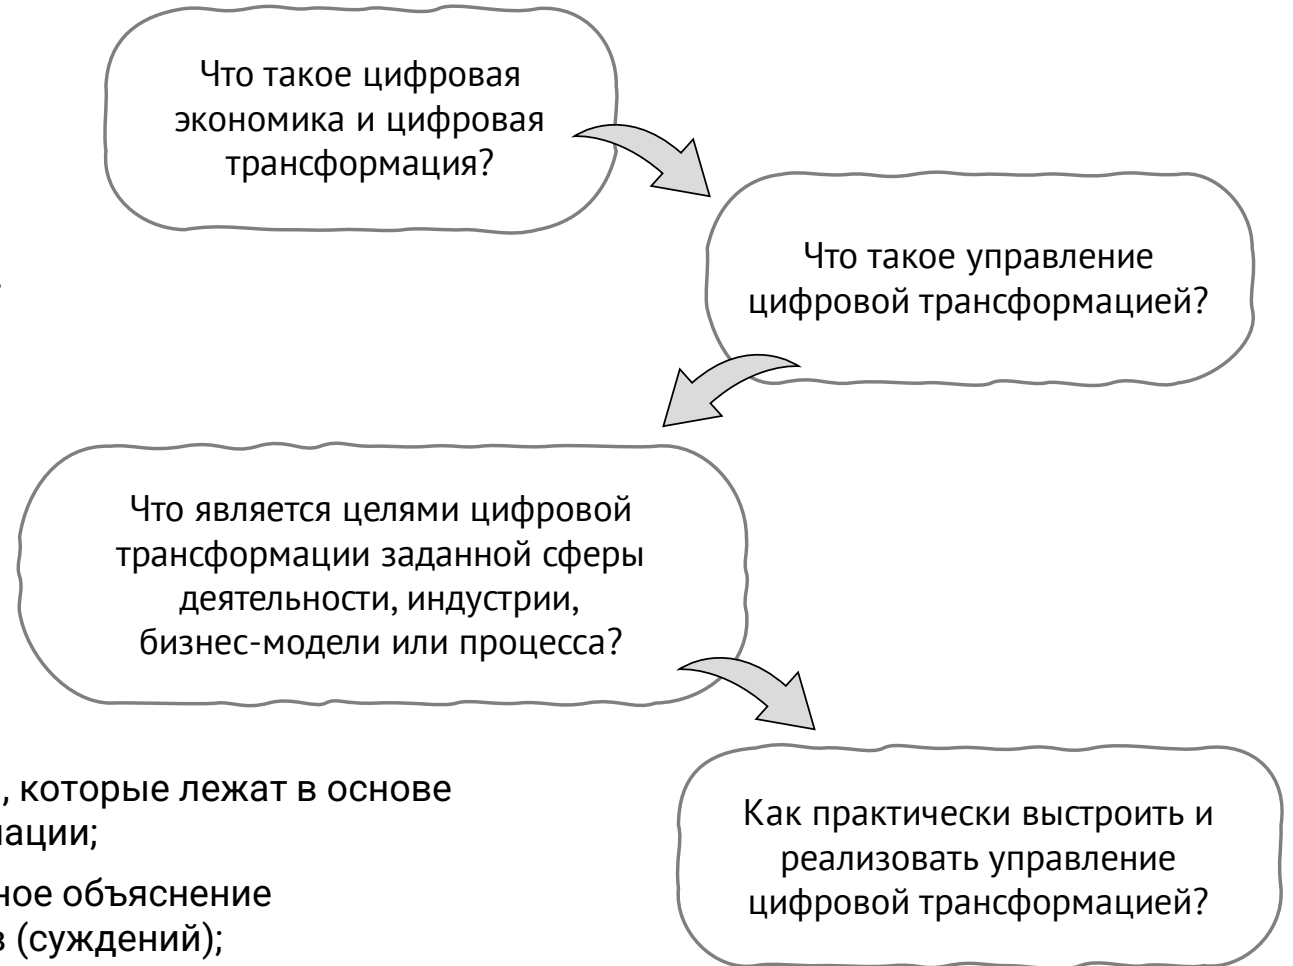 Что такое цифровая
экономика и цифровая
трансформация?
Что такое управление
цифровой трансформацией?
Что является целями цифровой
трансформации заданной сферы
деятельности, индустрии,
бизнес-модели или процесса?
, которые лежат в основе
ации;
ное объяснение
в (суждений);
Как практически выстроить и
реализовать управление
цифровой трансформацией?